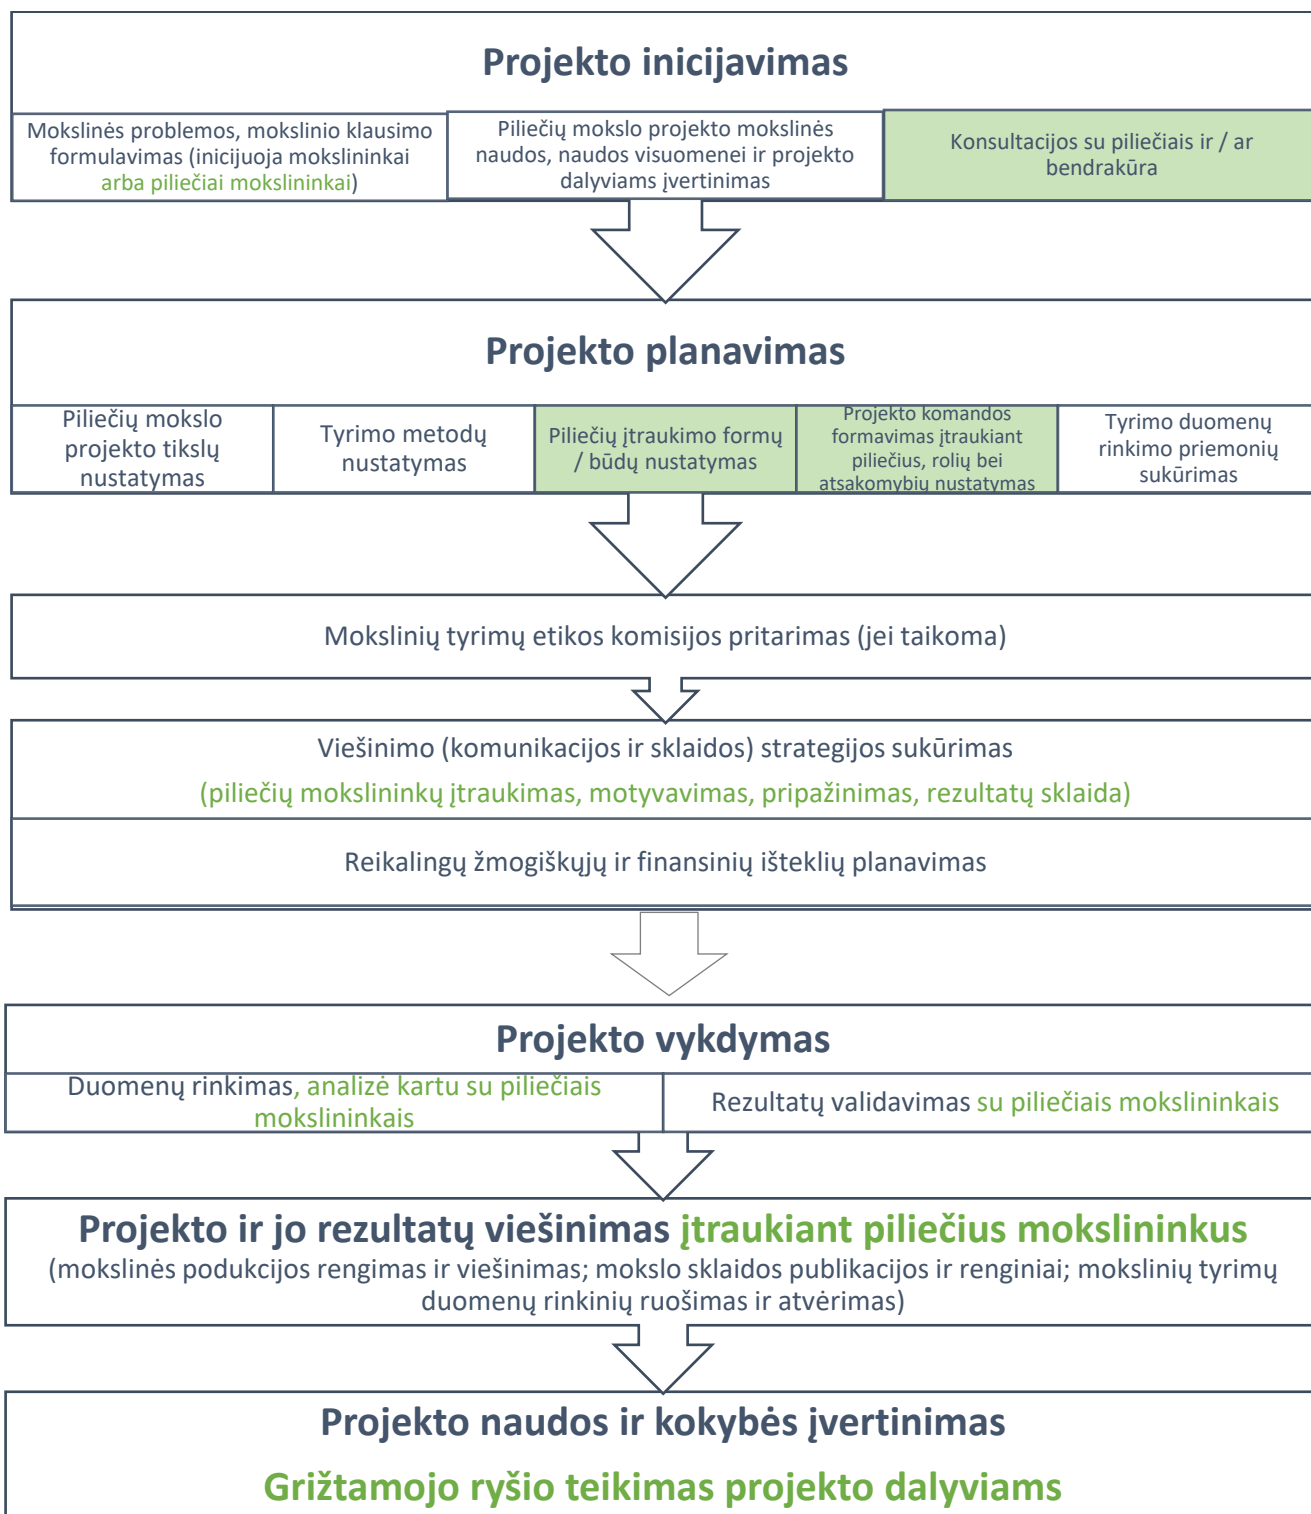 Projekto inicijavimas
Mokslinės problemos, mokslinio klausimo
formulavimas (inicijuoja mokslininkai
arba piliečiai mokslininkai)
Piliečių mokslo projekto mokslinės
naudos, naudos visuomenei ir projekto
dalyviams įvertinimas
Konsultacijos su piliečiais ir / ar
bendrakūra
Projekto planavimas
Piliečių mokslo
projekto tikslų
nustatymas
Tyrimo metodų
nustatymas
Piliečių įtraukimo formų
/ būdų nustatymas
Projekto komandos
formavimas įtraukiant
piliečius, rolių bei
atsakomybių nustatymas
Tyrimo duomenų
rinkimo priemonių
sukūrimas
Mokslinių tyrimų etikos komisijos pritarimas (jei taikoma)
Viešinimo (komunikacijos ir sklaidos) strategijos sukūrimas
(piliečių mokslininkų įtraukimas, motyvavimas, pripažinimas, rezultatų sklaida)
Reikalingų žmogiškųjų ir finansinių išteklių planavimas
Projekto vykdymas
Duomenų rinkimas, analizė kartu su piliečiais
mokslininkais
Rezultatų validavimas su piliečiais mokslininkais
Projekto ir jo rezultatų viešinimas įtraukiant piliečius mokslininkus
(mokslinės podukcijos rengimas ir viešinimas; mokslo sklaidos publikacijos ir renginiai; mokslinių tyrimų
duomenų rinkinių ruošimas ir atvėrimas)
Projekto naudos ir kokybės įvertinimas
Grižtamojo ryšio teikimas projekto dalyviams